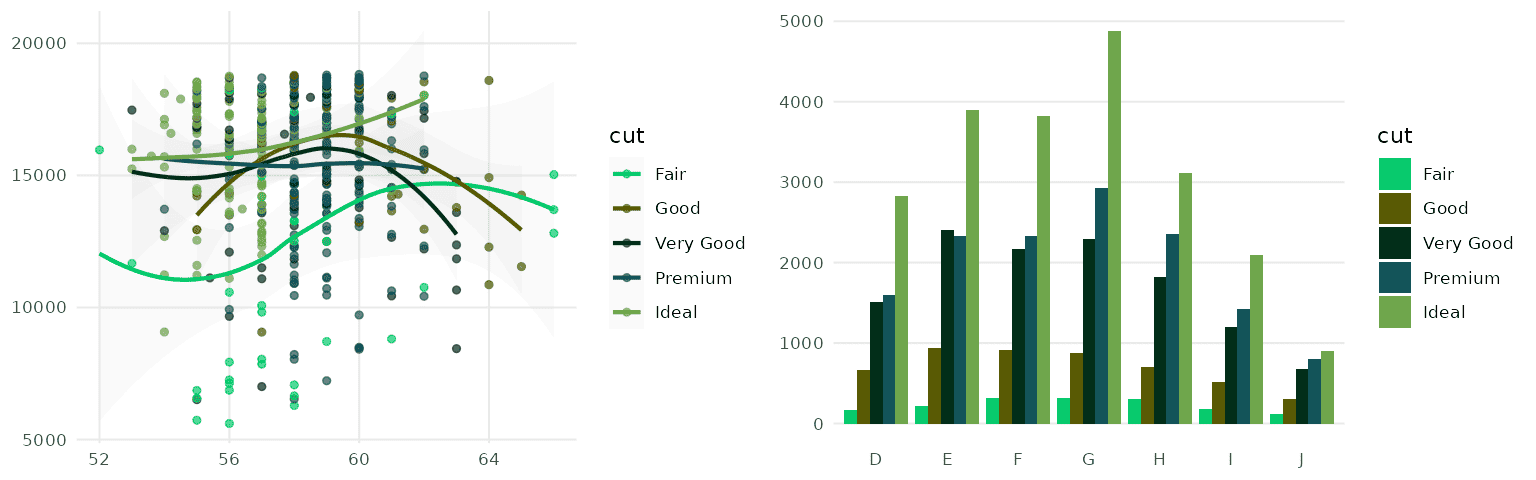 20000
15000
10000
5000
52 56 60 64
cut
Fair
Good
Very Good
Premium
Ideal
5000
4000
3000
2000
1000
0
D E F G H I J
cut
Fair
Good
Very Good
Premium
Ideal